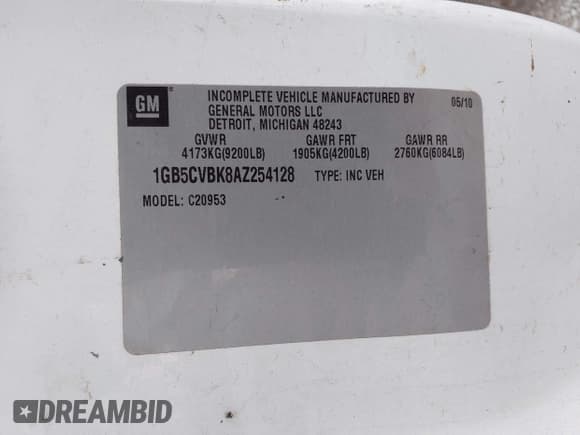 GM
INCOMPLETE VEHICLE MANUFACTURED BY 05/10
GENERAL MOTORS LLC
DETROIT, MICHIGAN 48243
GVWR GAWR FRT GAWR RR
4173KG(9200LB) 1905KG(4200LB) 2760KG(6084LB)
1GB5CVBK8AZ254128 TYPE: INC VEH
MODEL: C20953
DREAMBID